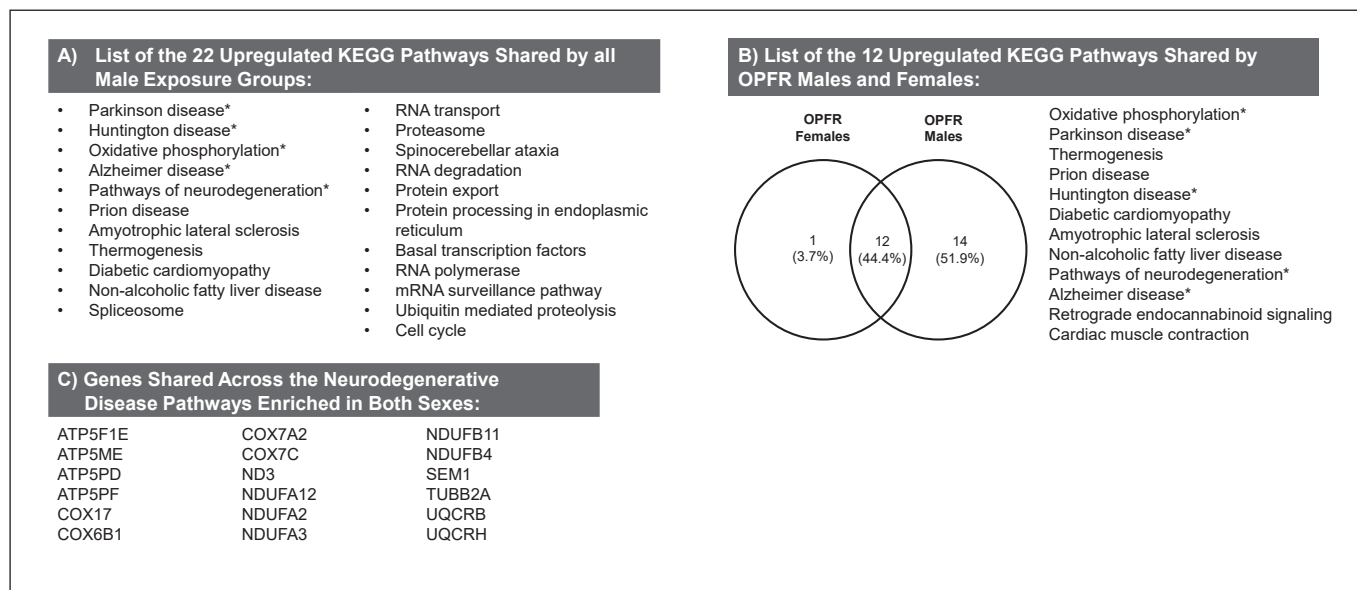 A) List of the 22 Upregulated KEGG Pathways Shared by all
Male Exposure Groups:
• Parkinson disease*
• Huntington disease*
• Oxidative phosphorylation*
• Alzheimer disease*
• Pathways of neurodegeneration*
• Prion disease
• Amyotrophic lateral sclerosis
• Thermogenesis
• Diabetic cardiomyopathy
• Non-alcoholic fatty liver disease
• Spliceosome
• RNA transport
• Proteasome
• Spinocerebellar ataxia
• RNA degradation
• Protein export
• Protein processing in endoplasmic
reticulum
• Basal transcription factors
• RNA polymerase
• mRNA surveillance pathway
• Ubiquitin mediated proteolysis
• Cell cycle
B) List of the 12 Upregulated KEGG Pathways Shared by
OPFR Males and Females:
OPFR
Females
OPFR
Males
1
(3.7%)
12
(44.4%)
14
(51.9%)
Oxidative phosphorylation*
Parkinson disease*
Thermogenesis
Prion disease
Huntington disease*
Diabetic cardiomyopathy
Amyotrophic lateral sclerosis
Non-alcoholic fatty liver disease
Pathways of neurodegeneration*
Alzheimer disease*
Retrograde endocannabinoid signaling
Cardiac muscle contraction
C) Genes Shared Across the Neurodegenerative
Disease Pathways Enriched in Both Sexes:
ATP5F1E
ATP5ME
ATP5PD
ATP5PF
COX17
COX6B1
COX7A2
COX7C
ND3
NDUFA12
NDUFA2
NDUFA3
NDUFB11
NDUFB4
SEM1
TUBB2A
UQCRB
UQCRH